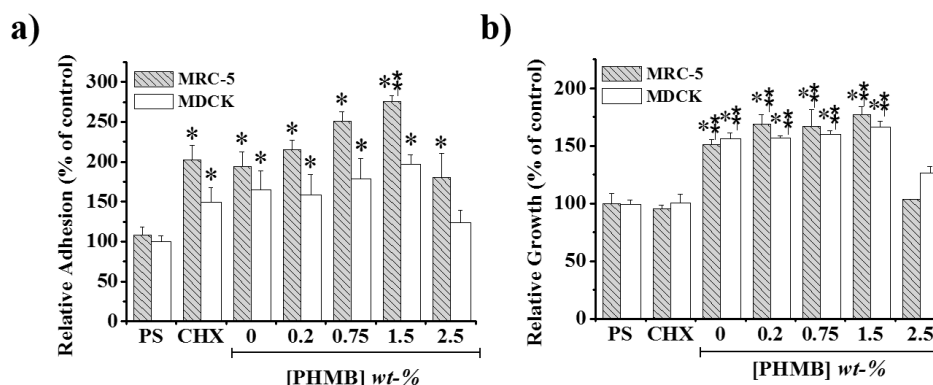 a)
Relative Adhesion (% of control)
300
250
200
150
100
50
0
MRC-5
MDCK
*
*
*
*
*
*
*
*
***
*
*
PS CHX 0 0.2 0.75 1.5 2.5
[PHMB] wt-%
b)
Relative Growth (% of control)
200
150
100
50
0
MRC-5
MDCK
***
***
***
***
***
***
***
***
PS CHX 0 0.2 0.75 1.5 2.5
[PHMB] wt-%